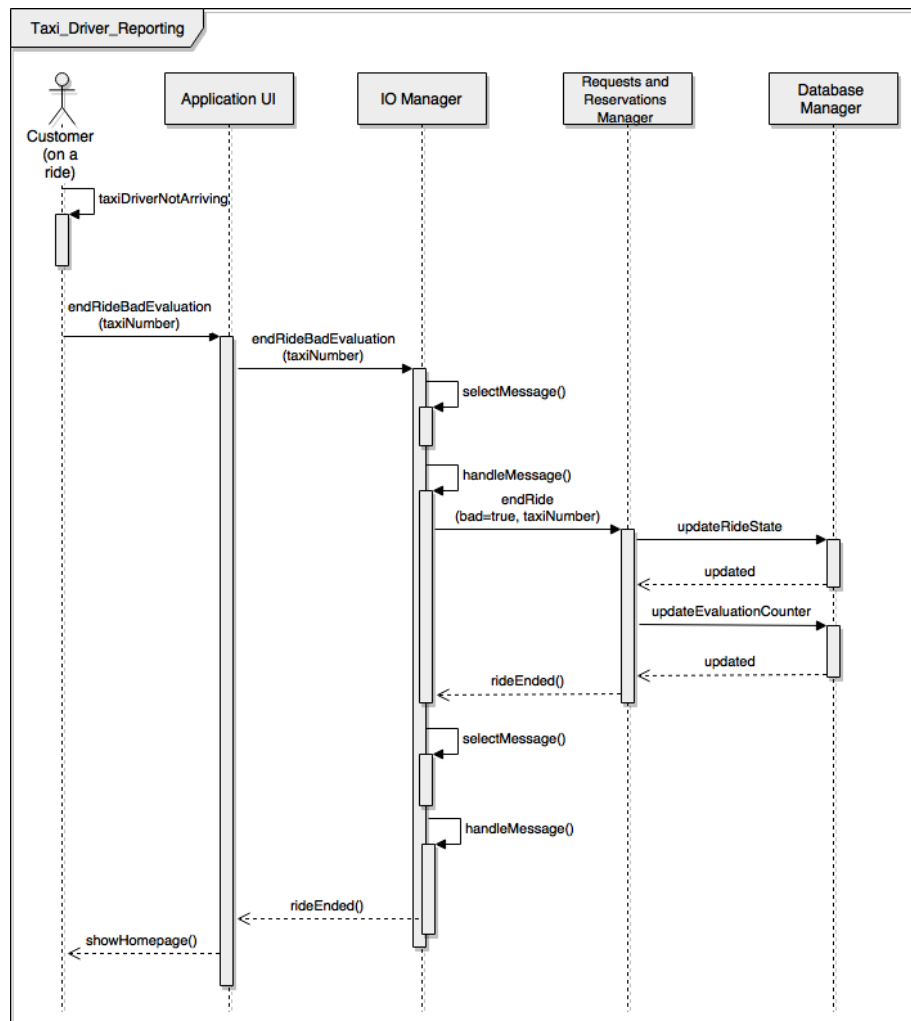 Taxi_Driver_Reporting
Application UI
IO Manager
Requests and
Reservations
Manager
Database
Manager
Customer
(on a
ride)
taxiDriverNotArriving
endRideBadEvaluation
(taxiNumber)
endRideBadEvaluation
(taxiNumber)
selectMessage()
handleMessage()
endRide
(bad=true, taxiNumber)
updateRideState
updated
updateEvaluationCounter
updated
rideEnded()
selectMessage()
handleMessage()
rideEnded()
showHomepage()